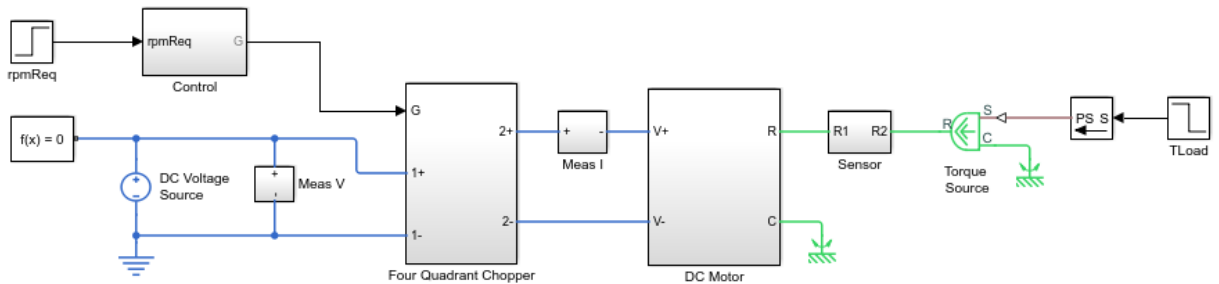 rpmReq
rpmReq
G
Control
f(x) = 0
DC Voltage
Source
+
-
+
-
Meas V
G
1+
1-
2+
2-
Four Quadrant Chopper
+
-
Meas I
V+
V-
R
C
DC Motor
R1
R2
Sensor
R
S
C
Torque
Source
PS S
TLoad